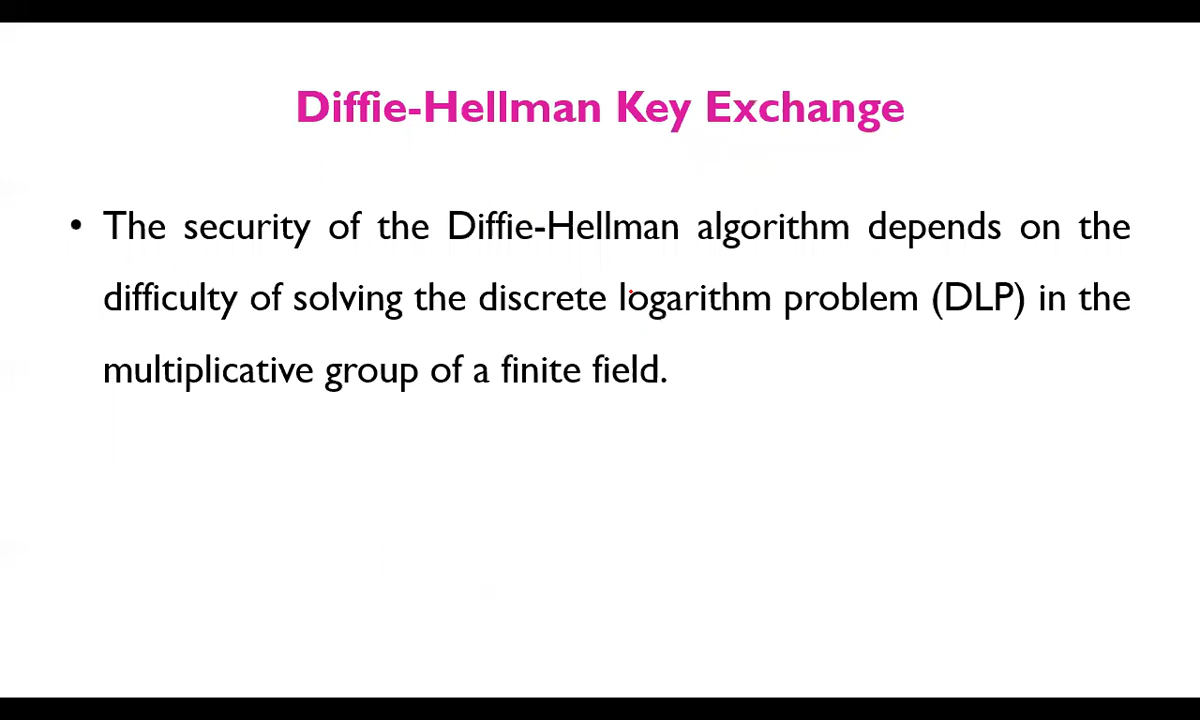 Diffie-Hellman Key Exchange
• The security of the Diffie-Hellman algorithm depends on the
difficulty of solving the discrete logarithm problem (DLP) in the
multiplicative group of a finite field.